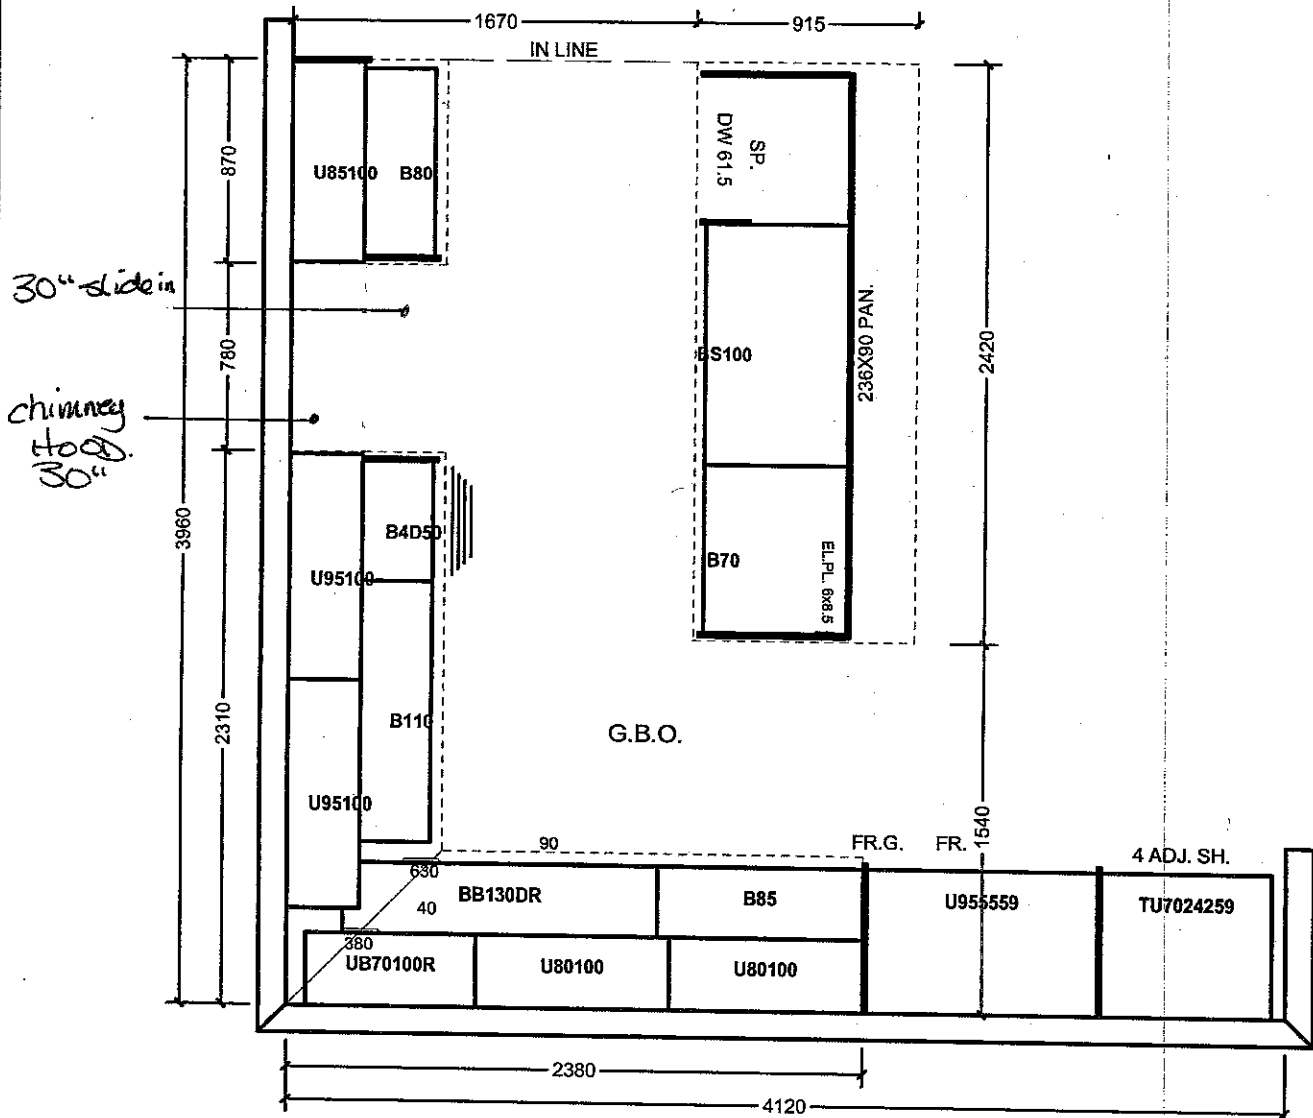 1670
915
IN LINE
870
U85100
B80
SP.
DW 61.5
30" slide in
780
chimney
HOOD.
30"
BS100
236X90 PAN.
2420
3960
B4D50
U95100
B70
EL.PL. 6x8.5
2310
B110
G.B.O.
U95100
1540
90
FR.G.
FR.
4 ADJ. SH.
630
BB130DR
B85
U955559
TU7024259
40
380
UB70100R
U80100
U80100
2380
4120